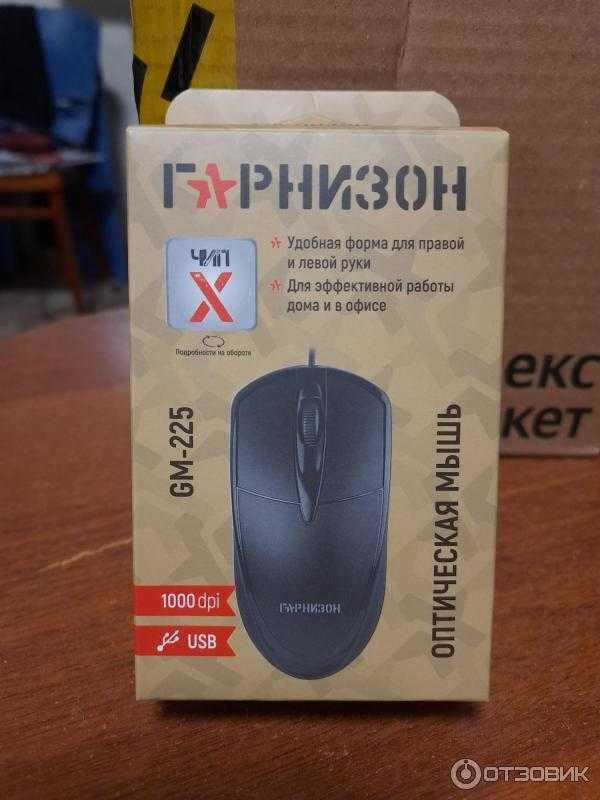 ГАРНИЗОН
ЧИП
X
Подробности на обороте
Удобная форма для правой
и левой руки
Для эффективной работы
дома и в офисе
GM-225
ОПТИЧЕСКАЯ МЫШЬ
ГАРНИЗОН
1000 dpi
USB
екс
кет
ОТЗОВИК